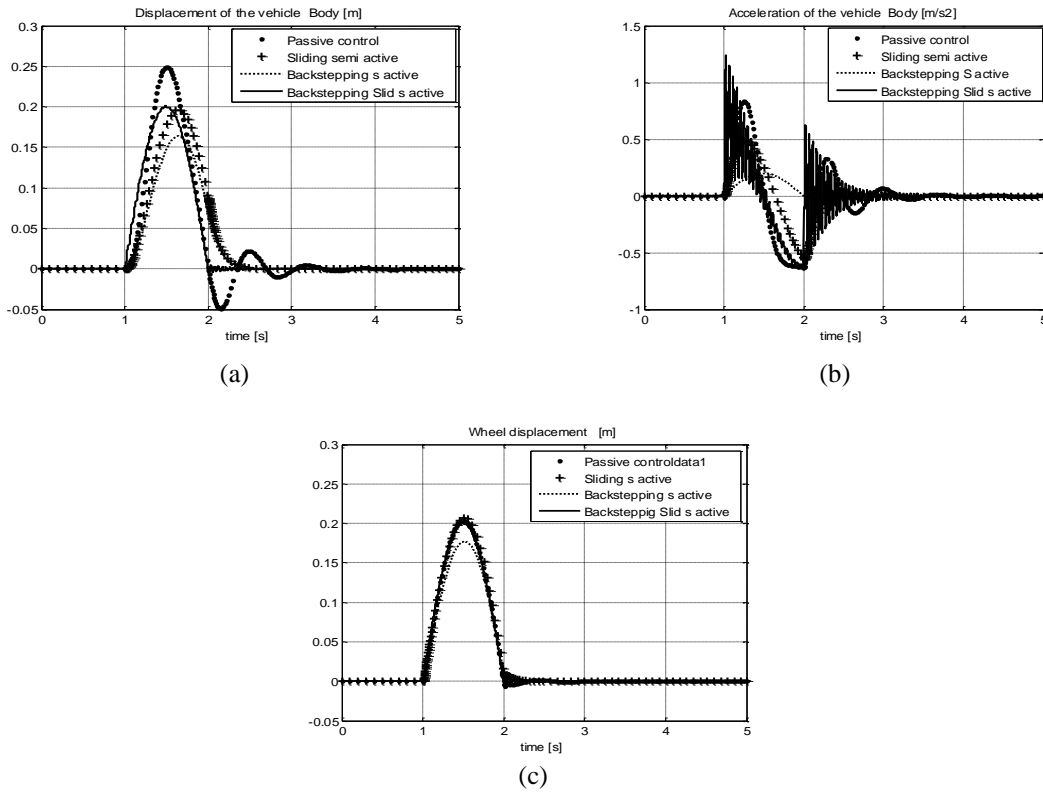 Displacement of the vehicle Body [m]
0.3
0.25
0.2
0.15
0.1
0.05
0
-0.05
0 1 2 3 4 5
time [s]
Passive control
Sliding semi active
Backstepping s active
Backstepping Slid s active
(a)
Acceleration of the vehicle Body [m/s2]
1.5
1
0.5
0
-0.5
-1
0 1 2 3 4 5
time [s]
Passive control
Sliding semi active
Backstepping S active
Backstepping Slid s active
(b)
Wheel displacement [m]
0.3
0.25
0.2
0.15
0.1
0.05
0
-0.05
0 1 2 3 4 5
time [s]
Passive controldata1
Sliding s active
Backstepping s active
Backsteppig Slid s active
(c)